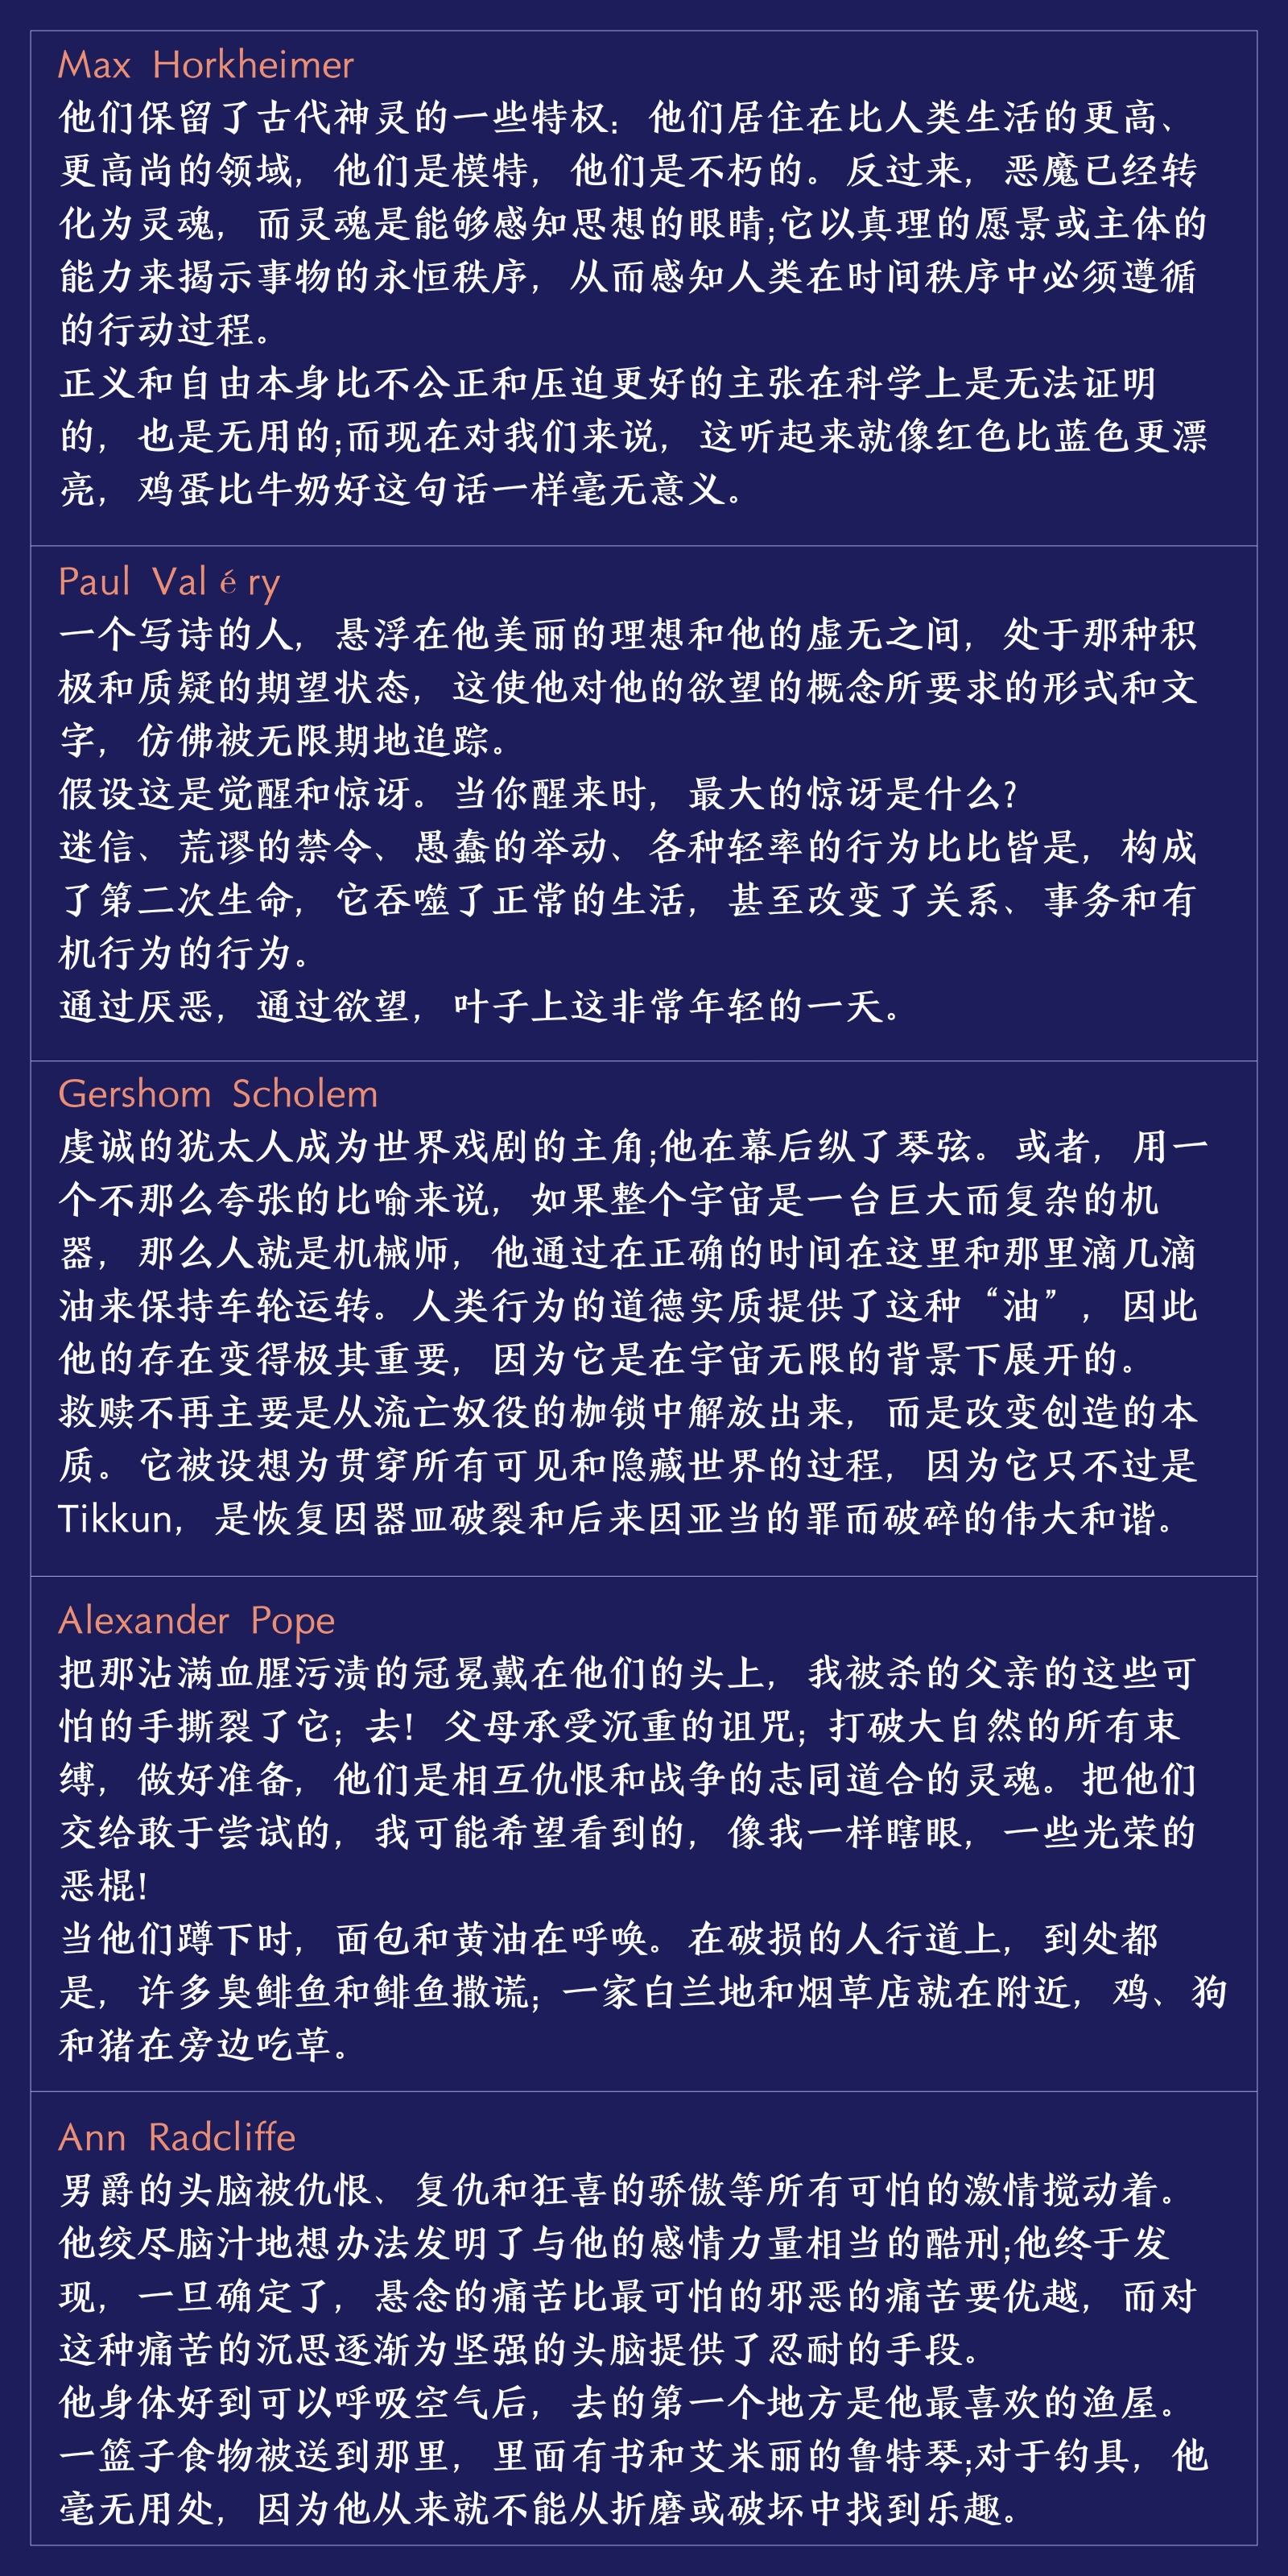 Max Horkheimer
他们保留了古代神灵的一些特权：他们居住在比人类生活的更高、
更高尚的领域，他们是模特，他们是不朽的。反过来，恶魔已经转
化为灵魂，而灵魂是能够感知思想的眼睛;它以真理的愿景或主体的
能力来揭示事物的永恒秩序，从而感知人类在时间秩序中必须遵循
的行动过程。
正义和自由本身比不公正和压迫更好的主张在科学上是无法证明
的，也是无用的;而现在对我们来说，这听起来就像红色比蓝色更漂
亮，鸡蛋比牛奶好这句话一样毫无意义。
Paul Valéry
一个写诗的人，悬浮在他美丽的理想和他的虚无之间，处于那种积
极和质疑的期望状态，这使他对他的欲望的概念所要求的形式和文
字，仿佛被无限期地追踪。
假设这是觉醒和惊讶。当你醒来时，最大的惊讶是什么?
迷信、荒谬的禁令、愚蠢的举动、各种轻率的行为比比皆是，构成
了第二次生命，它吞噬了正常的生活，甚至改变了关系、事务和有
机行为的行为。
通过厌恶，通过欲望，叶子上这非常年轻的一天。
Gershom Scholem
虔诚的犹太人成为世界戏剧的主角;他在幕后纵了琴弦。或者，用一
个不那么夸张的比喻来说，如果整个宇宙是一台巨大而复杂的机
器，那么人就是机械师，他通过在正确的时间在这里和那里滴几滴
油来保持车轮运转。人类行为的道德实质提供了这种“油”，因此
他的存在变得极其重要，因为它是在宇宙无限的背景下展开的。
救赎不再主要是从流亡奴役的枷锁中解放出来，而是改变创造的本
质。它被设想为贯穿所有可见和隐藏世界的过程，因为它只不过是
Tikkun，是恢复因器皿破裂和后来因亚当的罪而破碎的伟大和谐。
Alexander Pope
把那沾满血腥污渍的冠冕戴在他们的头上，我被杀的父亲的这些可
怕的手撕裂了它；去！父母承受沉重的诅咒；打破大自然的所有束
缚，做好准备，他们是相互仇恨和战争的志同道合的灵魂。把他们
交给敢于尝试的，我可能希望看到的，像我一样瞎眼，一些光荣的
恶棍！
当他们蹲下时，面包和黄油在呼唤。在破损的人行道上，到处都
是，许多臭鲱鱼和鲱鱼撒谎；一家白兰地和烟草店就在附近，鸡、狗
和猪在旁边吃草。
Ann Radcliffe
男爵的头脑被仇恨、复仇和狂喜的骄傲等所有可怕的激情搅动着。
他绞尽脑汁地想办法发明了与他的感情力量相当的酷刑;他终于发
现，一旦确定了，悬念的痛苦比最可怕的邪恶的痛苦要优越，而对
这种痛苦的沉思逐渐为坚强的头脑提供了忍耐的手段。
他身体好到可以呼吸空气后，去的第一个地方是他最喜欢的渔屋。
一篮子食物被送到那里，里面有书和艾米丽的鲁特琴;对于钓具，他
毫无用处，因为他从来就不能从折磨或破坏中找到乐趣。